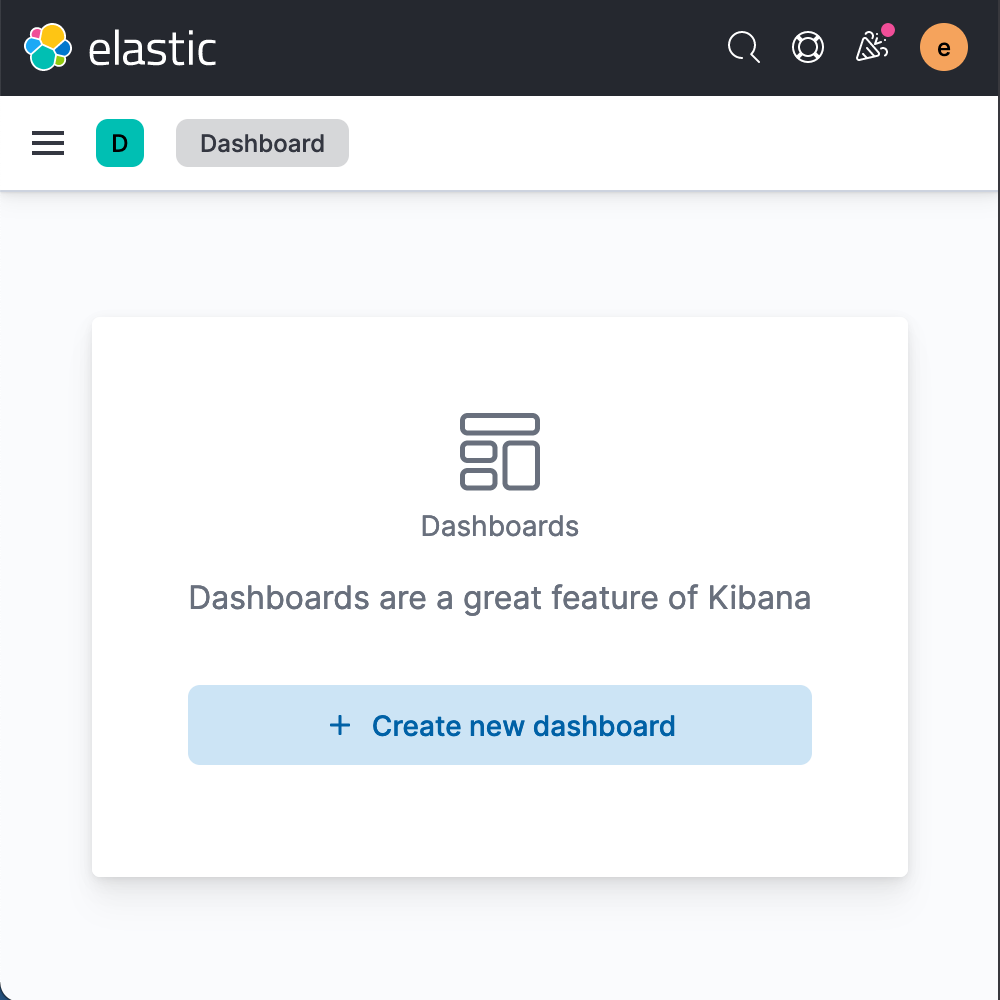 elastic
e
D
Dashboard
Dashboards
Dashboards are a great feature of Kibana
+ Create new dashboard